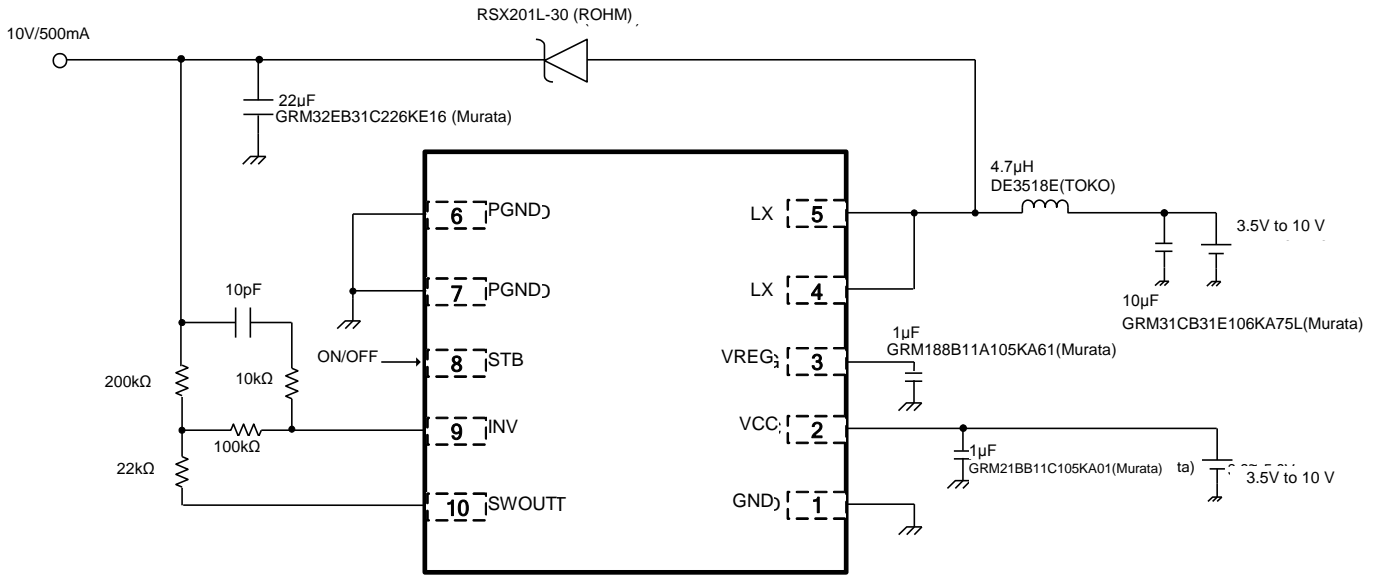 RSX201L-30 (ROHM)
10V/500mA
22µF
GRM32EB31C226KE16 (Murata)
4.7µH
DE3518E(TOKO)
6 PGND
LX 5
3.5V to 10 V
7 PGND
LX 4
10pF
10µF
GRM31CB31E106KA75L(Murata)
1µF
GRM188B11A105KA61(Murata)
ON/OFF
8 STB
VREG 3
200kΩ
10kΩ
9 INV
VCC 2
100kΩ
22kΩ
1µF
GRM21BB11C105KA01(Murata) ta)
3.5V to 10 V
10 SWOUTT
GND 1